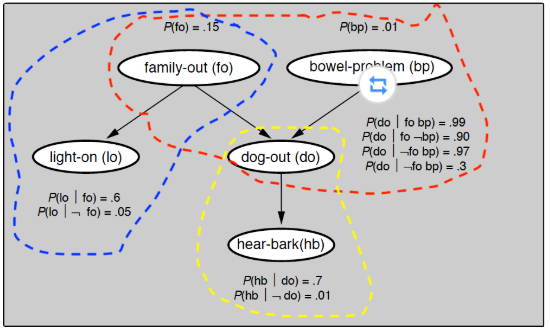 P(fo) = .15
P(bp) = .01
family-out (fo)
bowel-problem (bp)
P(do | fo bp) = .99
P(do | fo ¬bp) = .90
P(do | ¬fo bp) = .97
P(do | ¬fo bp) = .3
light-on (lo)
dog-out (do)
P(lo | fo) = .6
P(lo | ¬ fo) = .05
hear-bark(hb)
P(hb | do) = .7
P(hb | ¬ do) = .01